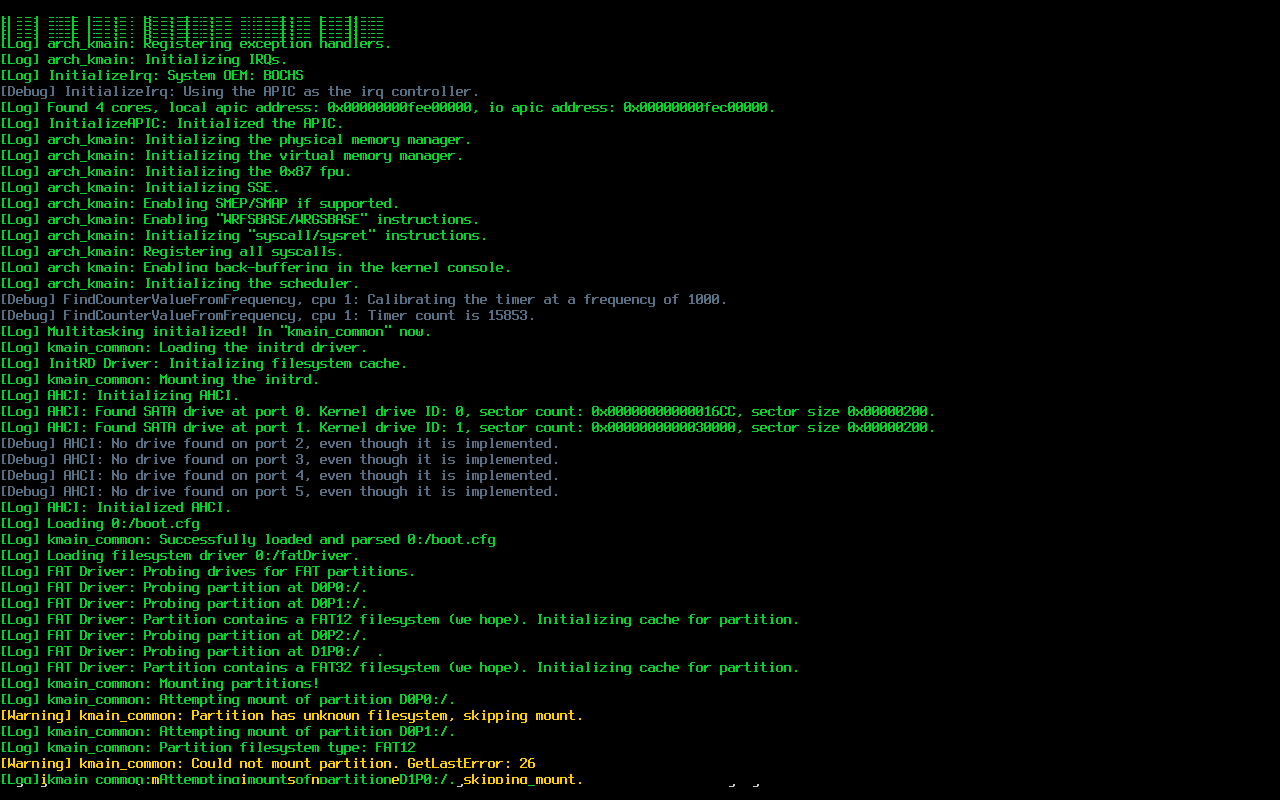 [Log] arch_kmain: Registering exception handlers.
[Log] arch_kmain: Initializing IRQs.
[Log] InitializeIrq: System OEM: BOCHS
[Debug] InitializeIrq: Using the APIC as the irq controller.
[Log] Found 4 cores, local apic address: 0x00000000fee00000, io apic address: 0x00000000fec00000.
[Log] InitializeAPIC: Initialized the APIC.
[Log] arch_kmain: Initializing the physical memory manager.
[Log] arch_kmain: Initializing the virtual memory manager.
[Log] arch_kmain: Initializing the 0x87 fpu.
[Log] arch_kmain: Initializing SSE.
[Log] arch_kmain: Enabling SMEP/SMAP if supported.
[Log] arch_kmain: Enabling "WRFSBASE/WRGSBASE" instructions.
[Log] arch_kmain: Initializing "syscall/sysret" instructions.
[Log] arch_kmain: Registering all syscalls.
[Log] arch_kmain: Enabling back-buffering in the kernel console.
[Log] arch_kmain: Initializing the scheduler.
[Debug] FindCounterValueFromFrequency, cpu 1: Calibrating the timer at a frequency of 1000.
[Debug] FindCounterValueFromFrequency, cpu 1: Timer count is 15853.
[Log] Multitasking initialized! In "kmain_common" now.
[Log] kmain_common: Loading the initrd driver.
[Log] InitRD Driver: Initializing filesystem cache.
[Log] kmain_common: Mounting the initrd.
[Log] AHCI: Initializing AHCI.
[Log] AHCI: Found SATA drive at port 0. Kernel drive ID: 0, sector count: 0x00000000000016CC, sector size 0x00000200.
[Log] AHCI: Found SATA drive at port 1. Kernel drive ID: 1, sector count: 0x0000000000030000, sector size 0x00000200.
[Debug] AHCI: No drive found on port 2, even though it is implemented.
[Debug] AHCI: No drive found on port 3, even though it is implemented.
[Debug] AHCI: No drive found on port 4, even though it is implemented.
[Debug] AHCI: No drive found on port 5, even though it is implemented.
[Log] AHCI: Initialized AHCI.
[Log] Loading 0:/boot.cfg
[Log] kmain_common: Successfully loaded and parsed 0:/boot.cfg
[Log] Loading filesystem driver 0:/fatDriver.
[Log] FAT Driver: Probing drives for FAT partitions.
[Log] FAT Driver: Probing partition at D0P0:/.
[Log] FAT Driver: Probing partition at D0P1:/.
[Log] FAT Driver: Partition contains a FAT12 filesystem (we hope). Initializing cache for partition.
[Log] FAT Driver: Probing partition at D0P2:/.
[Log] FAT Driver: Probing partition at D1P0:/  .
[Log] FAT Driver: Partition contains a FAT32 filesystem (we hope). Initializing cache for partition.
[Log] kmain_common: Mounting partitions!
[Log] kmain_common: Attempting mount of partition D0P0:/.
[Warning] kmain_common: Partition has unknown filesystem, skipping mount.
[Log] kmain_common: Attempting mount of partition D0P1:/.
[Log] kmain_common: Partition filesystem type: FAT12
[Warning] kmain_common: Could not mount partition. GetLastError: 26
[Log] kmain_common: Attempting mount of partition D1P0:/. skipping mount.